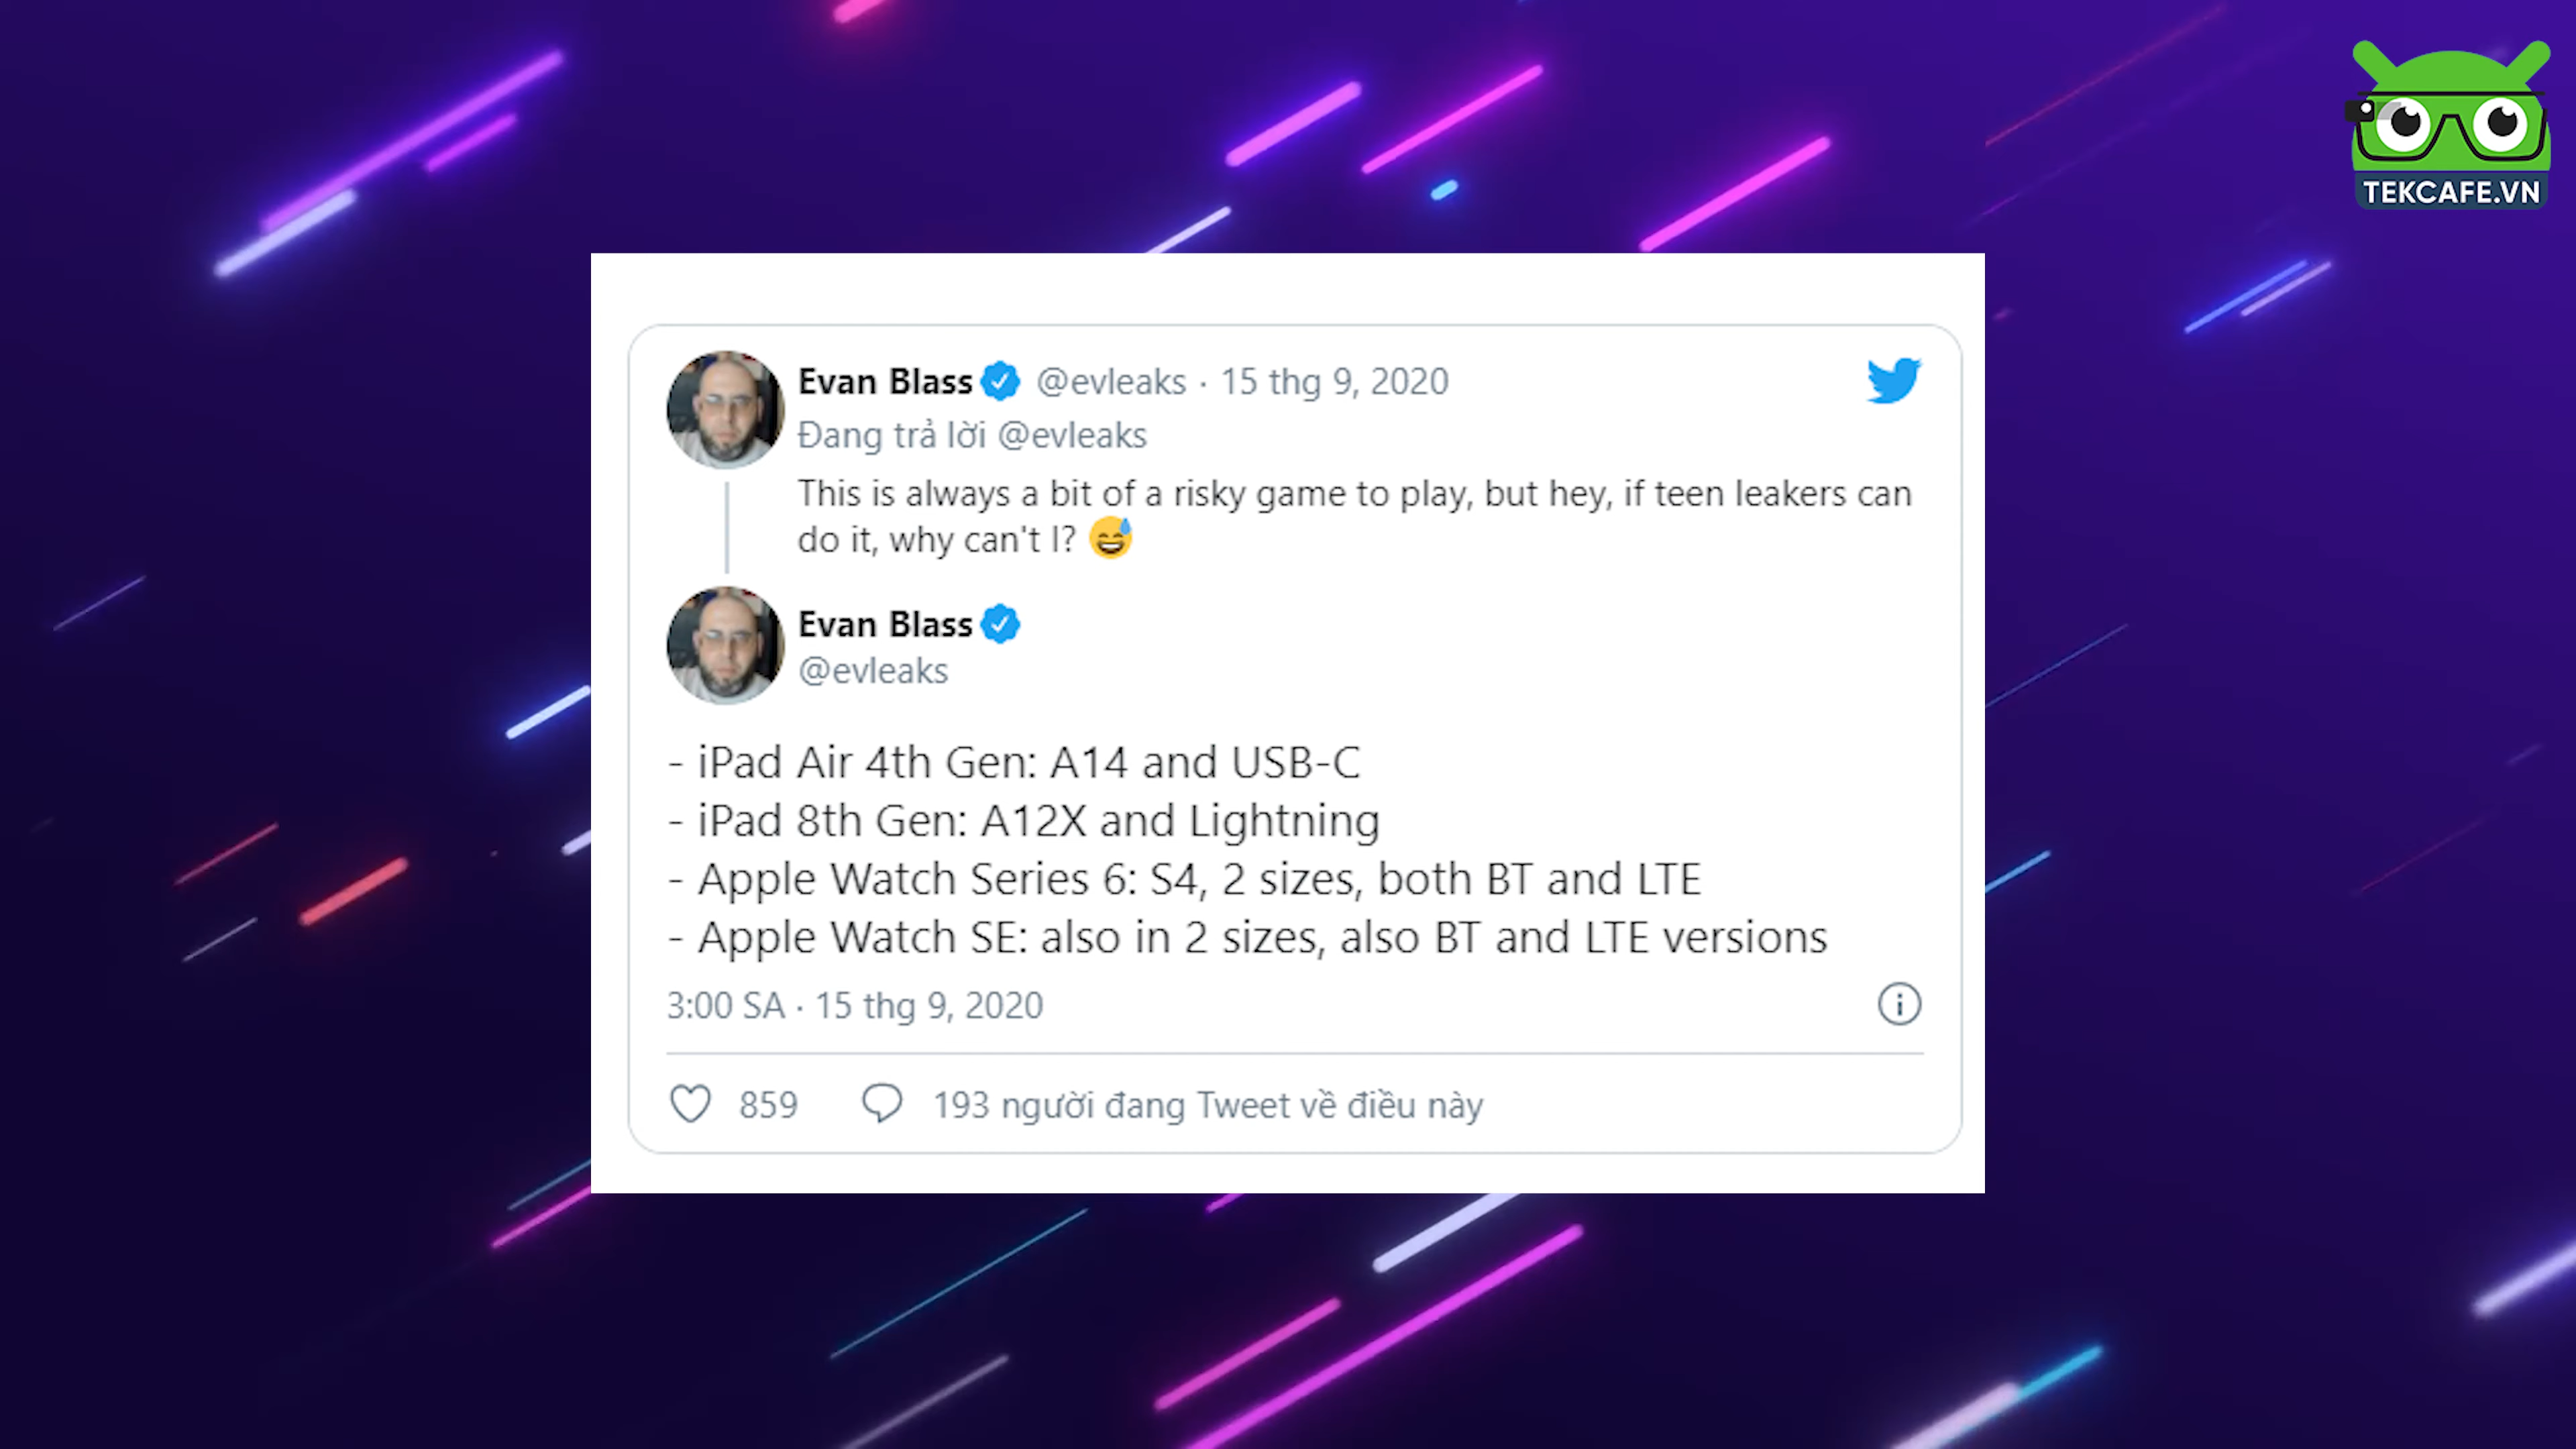 TEKCAFE.VN
Evan Blass @evleaks · 15 thg 9, 2020
Đang trả lời @evleaks
This is always a bit of a risky game to play, but hey, if teen leakers can
do it, why can't I? 😅
Evan Blass
@evleaks
- iPad Air 4th Gen: A14 and USB-C
- iPad 8th Gen: A12X and Lightning
- Apple Watch Series 6: S4, 2 sizes, both BT and LTE
- Apple Watch SE: also in 2 sizes, also BT and LTE versions
3:00 SA · 15 thg 9, 2020
859 193 người đang Tweet về điều này